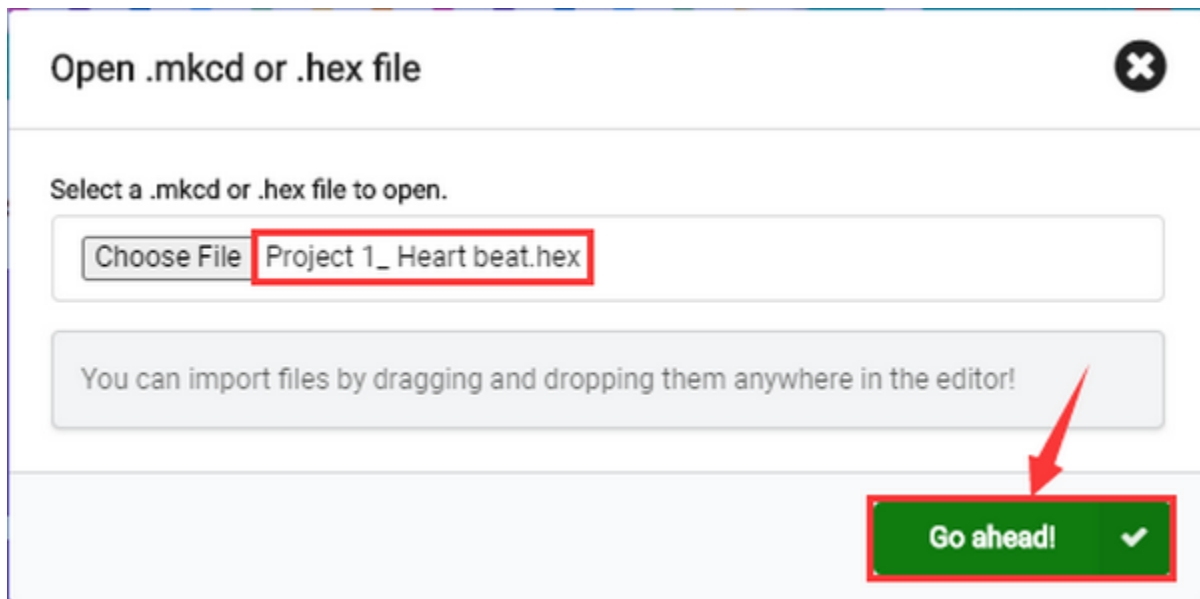 Open .mkcd or .hex file
Select a .mkcd or .hex file to open.
Choose File Project 1_ Heart beat.hex
You can import files by dragging and dropping them anywhere in the editor!
Go ahead!